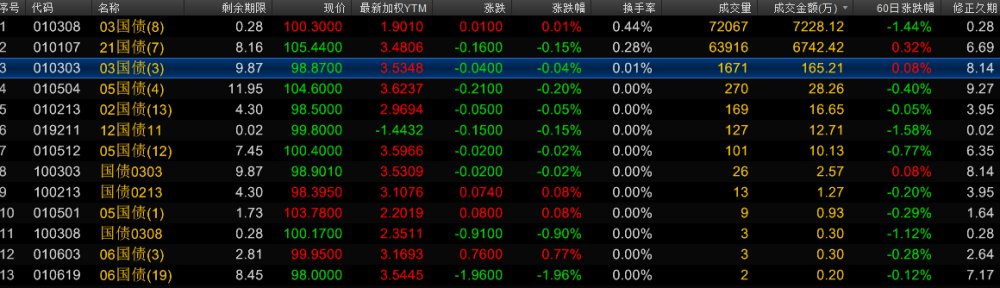 序号 代码 名称 剩余期限 现价 最新加权YTM 涨跌 涨跌幅 换手率 成交量 成交金额(万) 60日涨跌幅 修正久期
1 010308 03国债(8) 0.28 100.3000 1.9010 0.0100 0.01% 0.44% 72067 7228.12 -1.44% 0.28
2 010107 21国债(7) 8.16 105.4400 3.4806 -0.1600 -0.15% 0.28% 63916 6742.42 0.32% 6.69
3 010303 03国债(3) 9.87 98.8700 3.5348 -0.0400 -0.04% 0.01% 1671 165.21 0.08% 8.14
4 010504 05国债(4) 11.95 104.6000 3.6237 -0.2100 -0.20% 0.00% 270 28.26 -0.40% 9.27
5 010213 02国债(13) 4.30 98.5000 2.9694 -0.0500 -0.05% 0.00% 169 16.65 -0.05% 3.95
6 019211 12国债11 0.02 99.8000 -1.4432 -0.1500 -0.15% 0.00% 127 12.71 -1.58% 0.02
7 010512 05国债(12) 7.45 100.4000 3.5966 -0.0200 -0.02% 0.00% 101 10.13 -0.77% 6.35
8 100303 国债0303 9.87 98.9010 3.5309 -0.0200 -0.02% 0.00% 26 2.57 0.08% 8.14
9 100213 国债0213 4.30 98.3950 3.1076 0.0740 0.08% 0.00% 13 1.27 -0.20% 3.95
10 010501 05国债(1) 1.73 103.7800 2.2019 0.0800 0.08% 0.00% 9 0.93 -0.29% 1.64
11 100308 国债0308 0.28 100.1700 2.3511 -0.9100 -0.90% 0.00% 3 0.30 -1.12% 0.28
12 010603 06国债(3) 2.81 99.9500 3.1693 0.7600 0.77% 0.00% 3 0.30 -0.28% 2.64
13 010619 06国债(19) 8.45 98.0000 3.5445 -1.9600 -1.96% 0.00% 2 0.20 -0.12% 7.17